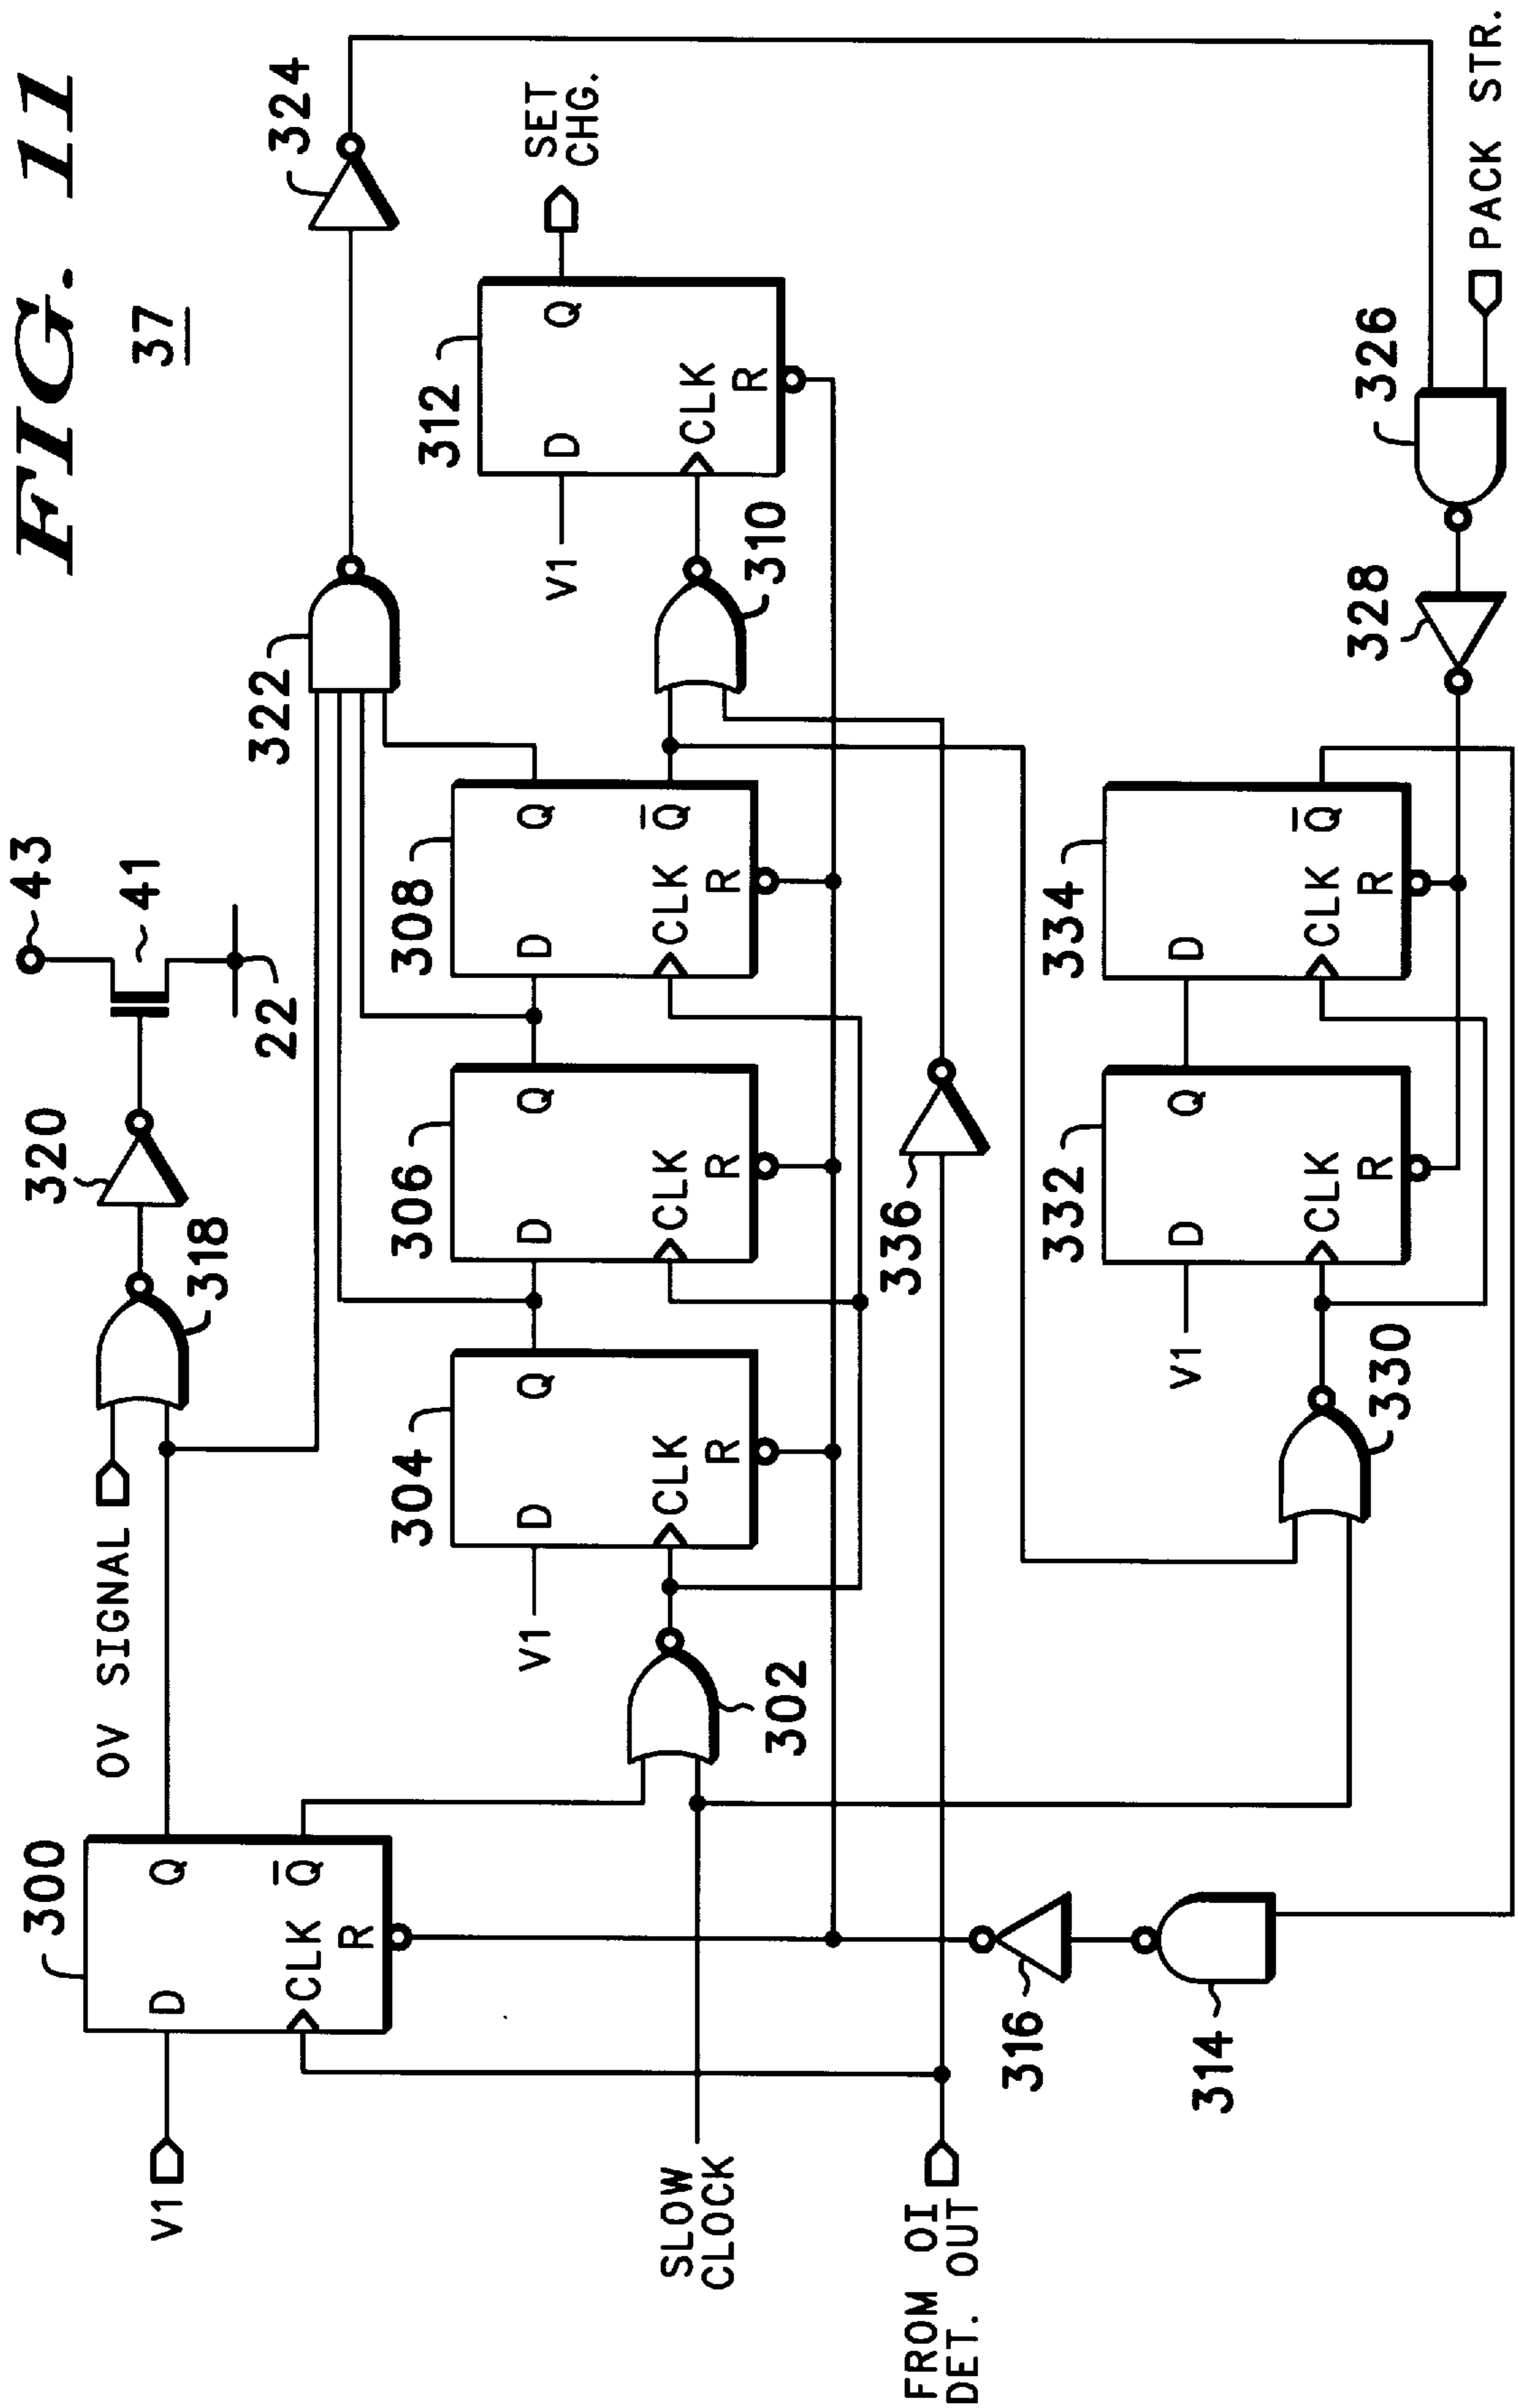 FIG. 11
37
43
41
22
320
318
OV SIGNAL
300
D
Q
Q̅
CLK
R
V1
322
324
304
D
Q
CLK
R
V1
306
D
Q
CLK
R
308
D
Q
Q̅
CLK
R
312
D
Q
CLK
R
V1
SET
CHG.
310
302
SLOW
CLOCK
336
FROM OI
DET. OUT
316
314
330
332
D
Q
CLK
R
V1
334
D
Q̅
CLK
R
328
326
PACK STR.